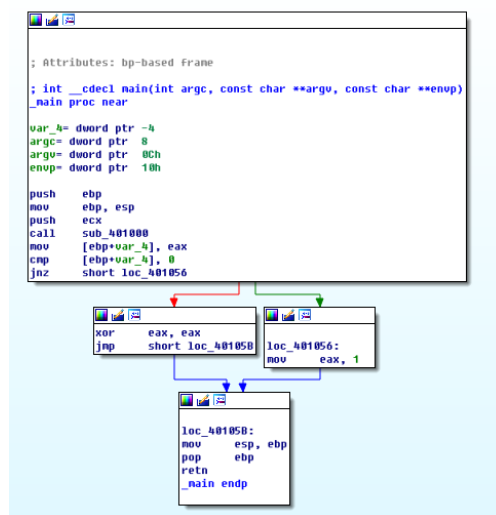 ; Attributes: bp-based frame
; int __cdecl main(int argc, const char **argv, const char **envp)
_main proc near
var_4= dword ptr -4
argc= dword ptr  8
argv= dword ptr  0Ch
envp= dword ptr  10h
push    ebp
mov     ebp, esp
push    ecx
call    sub_401000
mov     [ebp+var_4], eax
cmp     [ebp+var_4], 0
jnz     short loc_401056
xor     eax, eax
jmp     short loc_40105B
loc_401056:
mov     eax, 1
loc_40105B:
mov     esp, ebp
pop     ebp
retn
_main endp